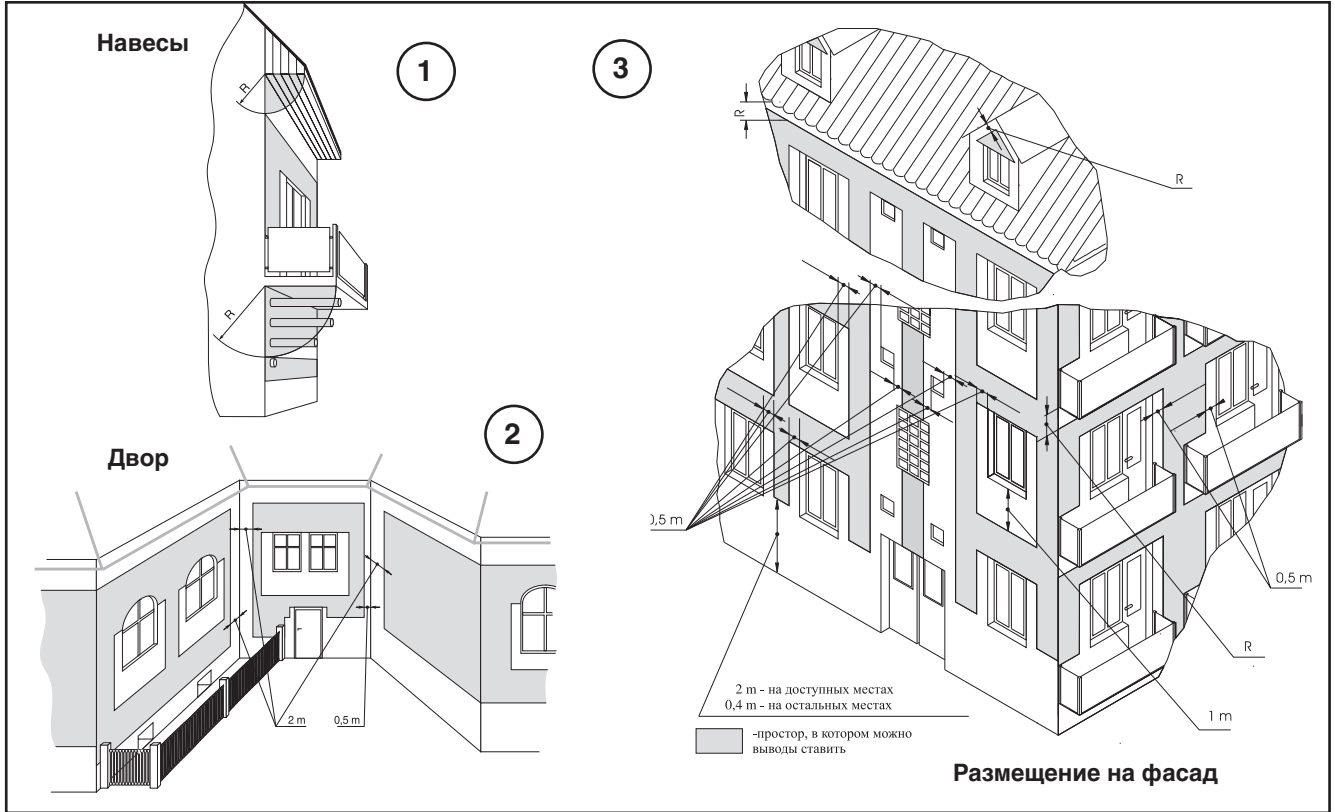 Навесы
1
R
R
Двор
2
2 m
0,5 m
3
R
R
0,5 m
0,5 m
R
1 m
2 m - на доступных местах
0,4 m - на остальных местах
-простор, в котором можно
выводы ставить
Размещение на фасад